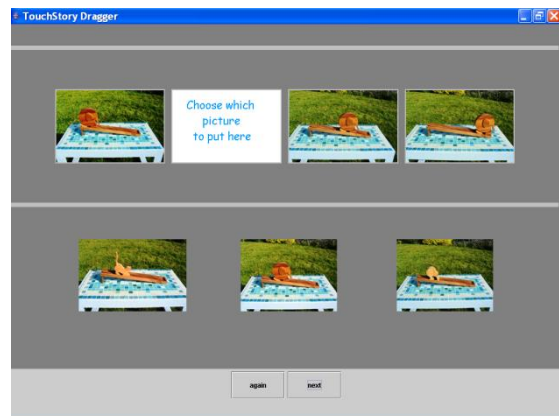 TouchStory Dragger
Choose which
picture
to put here
again
next